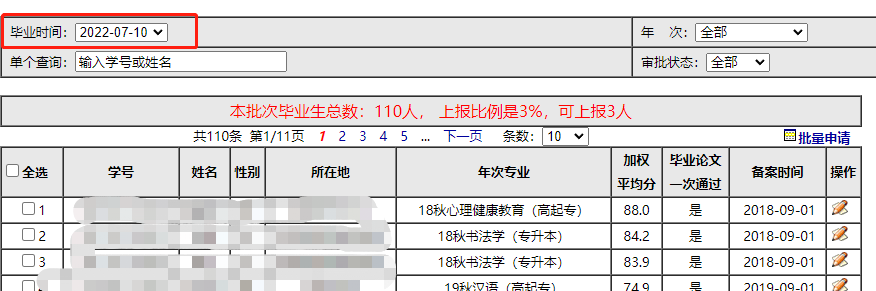 毕业时间： 2022-07-10 年 次： 全部
单个查询： 输入学号或姓名 审批状态： 全部
本批次毕业生总数：110人， 上报比例是3%，可上报3人
共110条 第1/11页 1 2 3 4 5 ... 下一页 条数： 10 批量申请
全选 学号 姓名 性别 所在地 年次专业 加权平均分 毕业论文一次通过 备案时间 操作
1 18秋心理健康教育（高起专） 88.0 是 2018-09-01
2 18秋书法学（专升本） 84.2 是 2018-09-01
3 18秋书法学（专升本） 83.9 是 2018-09-01
19秋汉语（高起专） 74.9 是 2019-09-01